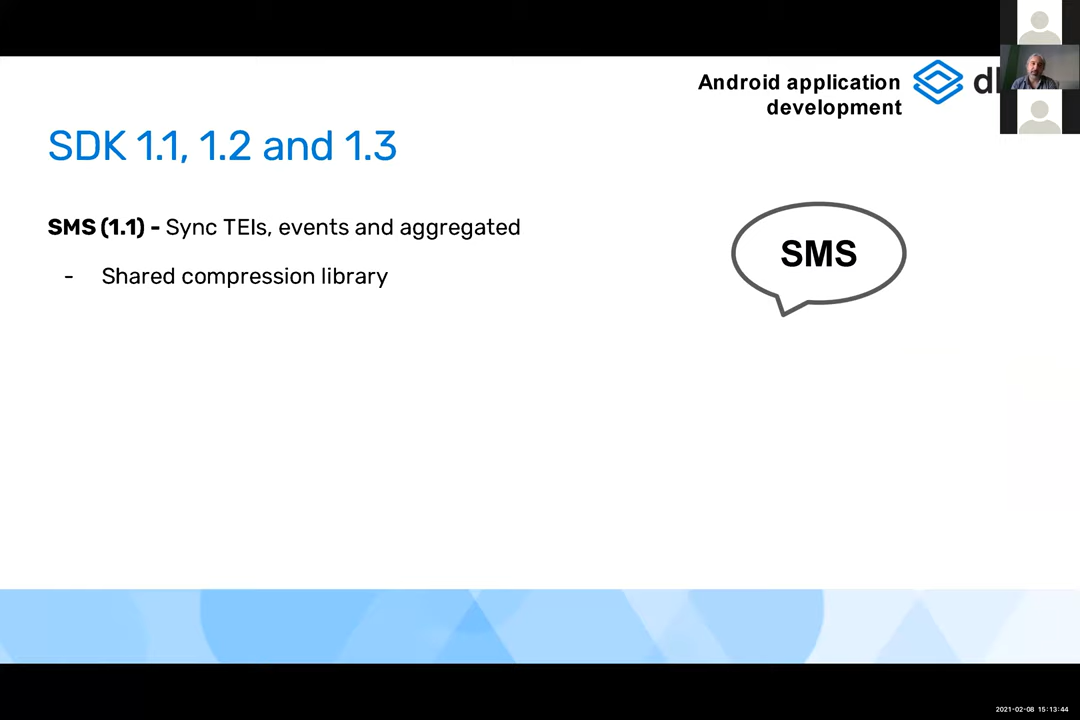 Android application
development
SDK 1.1, 1.2 and 1.3
SMS (1.1) - Sync TEIs, events and aggregated
- Shared compression library
SMS
2021-02-08 15:13:44